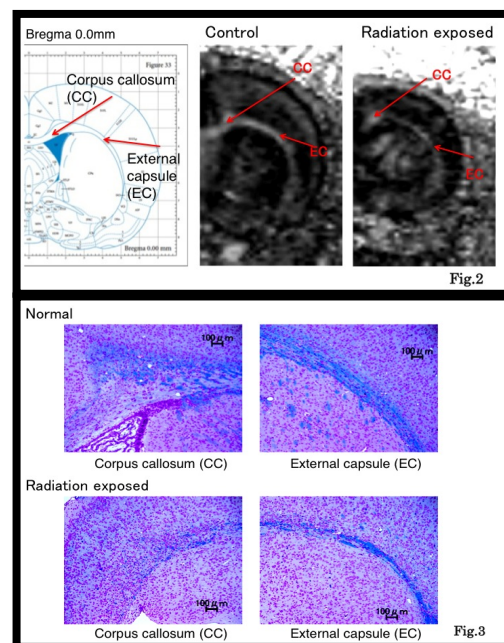 Bregma 0.0mm
Control
Radiation exposed
Figure 33
Corpus callosum
(CC)
External
capsule
(EC)
Bregma 0.00 mm
CC
EC
CC
EC
Fig.2
Normal
100μm
100μm
Corpus callosum (CC)
External capsule (EC)
Radiation exposed
100μm
100μm
Corpus callosum (CC)
External capsule (EC)
Fig.3